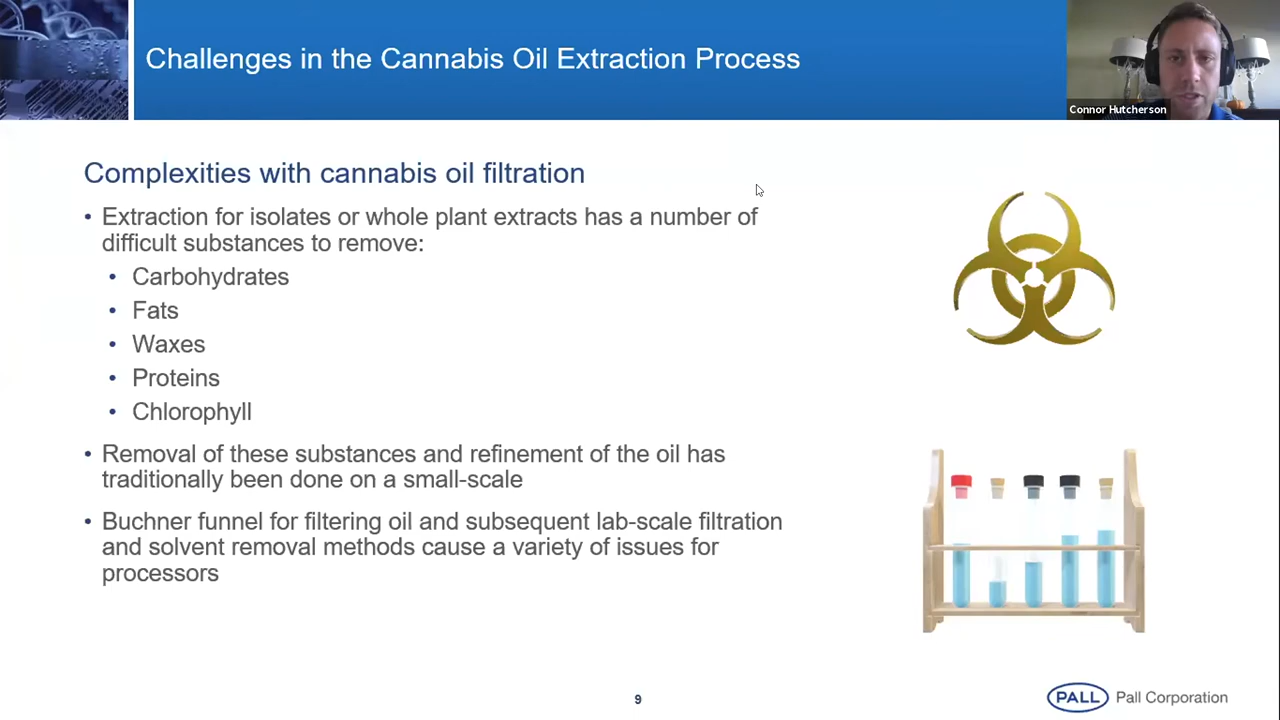 Challenges in the Cannabis Oil Extraction Process
Connor Hutcherson
Complexities with cannabis oil filtration
• Extraction for isolates or whole plant extracts has a number of
difficult substances to remove:
• Carbohydrates
• Fats
• Waxes
• Proteins
• Chlorophyll
• Removal of these substances and refinement of the oil has
traditionally been done on a small-scale
• Buchner funnel for filtering oil and subsequent lab-scale filtration
and solvent removal methods cause a variety of issues for
processors
9
PALL Pall Corporation